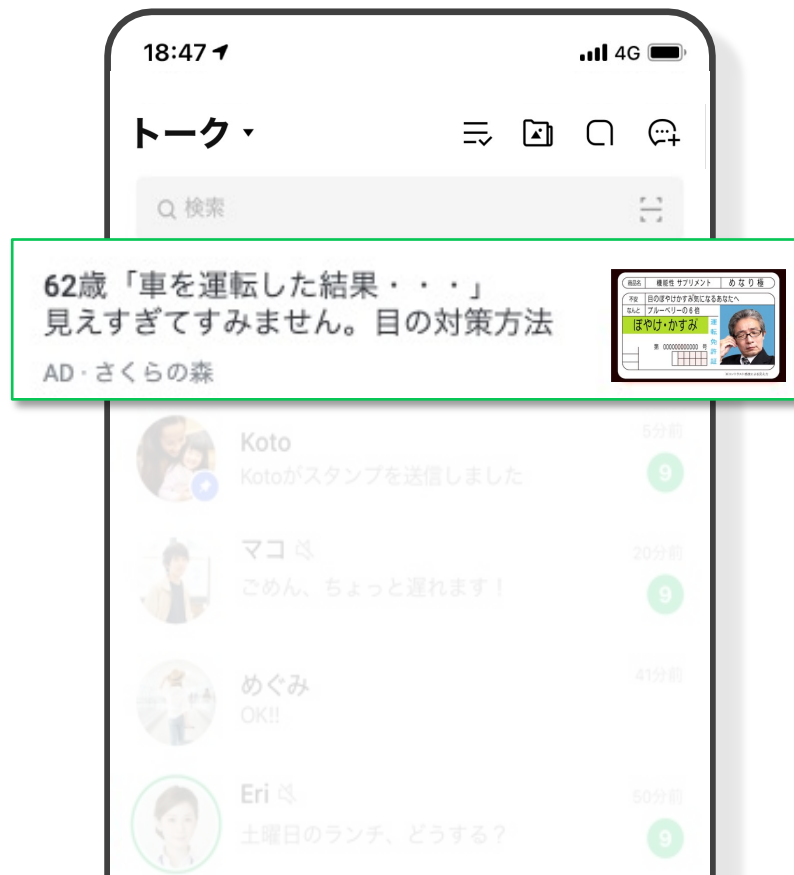 18:47
4G
トーク
検索
62歳「車を運転した結果・・・」
見えすぎてすみません。目の対策方法
AD・さくらの森
商品名 機能性 サプリメント めなり極
不安 目のぼやけかすみ気になるあなたへ
なんと ブルーベリーの6倍
ぼやけ・かすみ
運転免許証
第 000000000000 号
Koto
5分前
Kotoがスタンプを送信しました
9
マコ
20分前
ごめん、ちょっと遅れます！
9
めぐみ
41分前
OK!!
Eri
50分前
土曜日のランチ、どうする？
9